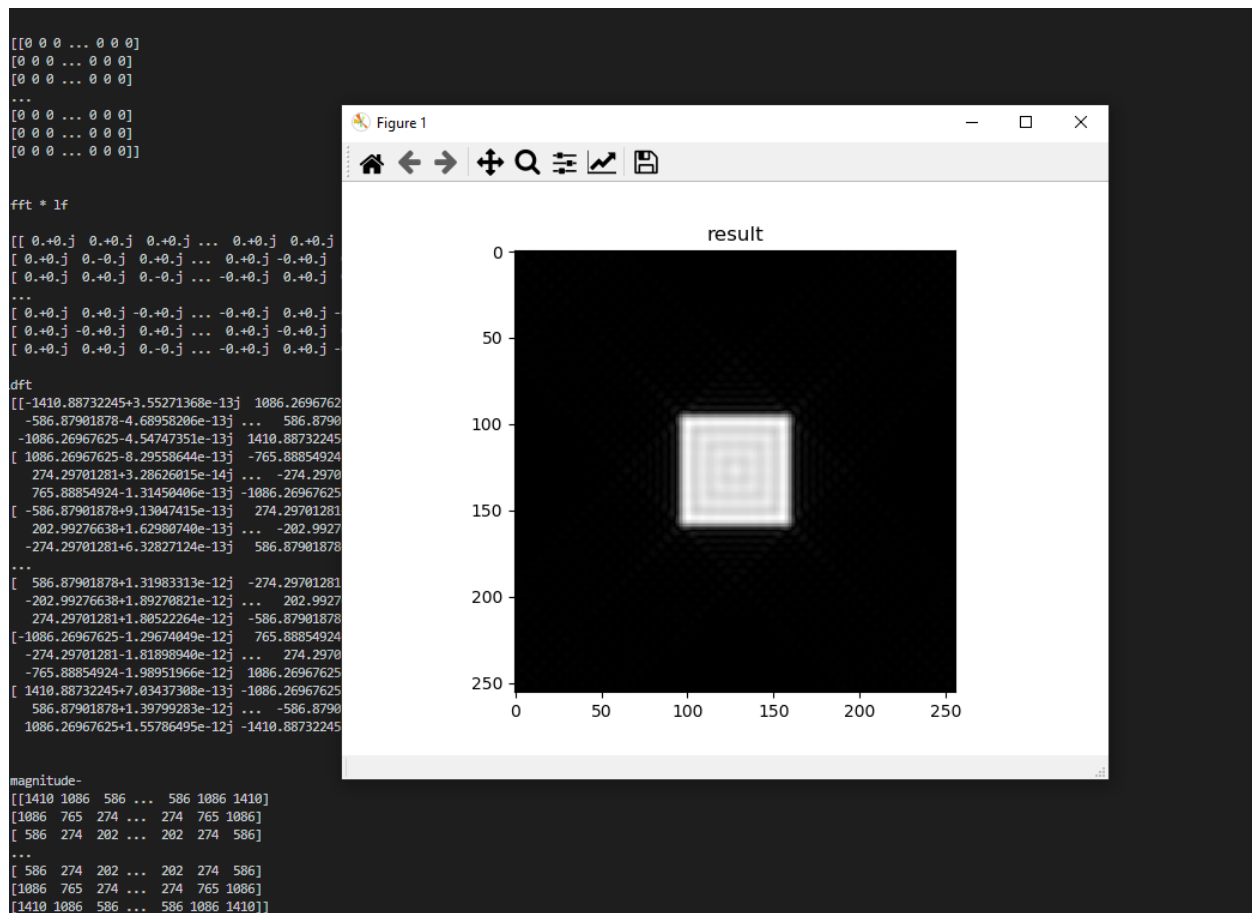 [[0 0 0 ... 0 0 0]
[0 0 0 ... 0 0 0]
[0 0 0 ... 0 0 0]
...
[0 0 0 ... 0 0 0]
[0 0 0 ... 0 0 0]
[0 0 0 ... 0 0 0]]
fft * lf
[[ 0.+0.j 0.+0.j 0.+0.j ... 0.+0.j 0.+0.j
[ 0.+0.j 0.-0.j 0.+0.j ... 0.+0.j -0.+0.j
[ 0.+0.j 0.+0.j 0.-0.j ... -0.+0.j 0.+0.j
...
[ 0.+0.j 0.+0.j -0.+0.j ... -0.+0.j 0.+0.j -
[ 0.+0.j -0.+0.j 0.+0.j ... 0.+0.j -0.+0.j
[ 0.+0.j 0.+0.j 0.-0.j ... -0.+0.j 0.+0.j -
dft
[[-1410.88732245+3.55271368e-13j 1086.2696762
-586.87901878-4.68958206e-13j ... 586.8790
-1086.26967625-4.54747351e-13j 1410.88732245
[ 1086.26967625-8.29558644e-13j -765.88854924
274.29701281+3.28626015e-14j ... -274.2970
765.88854924-1.31450406e-13j -1086.26967625
[ -586.87901878+9.13047415e-13j 274.29701281
202.99276638+1.62980740e-13j ... -202.9927
-274.29701281+6.32827124e-13j 586.87901878
...
[ 586.87901878+1.31983313e-12j -274.29701281
-202.99276638+1.89270821e-12j ... 202.9927
274.29701281+1.80522264e-12j -586.87901878
[-1086.26967625-1.29674049e-12j 765.88854924
-274.29701281-1.81898940e-12j ... 274.2970
-765.88854924-1.98951966e-12j 1086.26967625
[ 1410.88732245+7.03437308e-13j -1086.26967625
586.87901878+1.39799283e-12j ... -586.8790
1086.26967625+1.55786495e-12j -1410.88732245
magnitude-
[[1410 1086 586 ... 586 1086 1410]
[1086 765 274 ... 274 765 1086]
[ 586 274 202 ... 202 274 586]
...
[ 586 274 202 ... 202 274 586]
[1086 765 274 ... 274 765 1086]
[1410 1086 586 ... 586 1086 1410]]
Figure 1
result
0
50
100
150
200
250
0 50 100 150 200 250